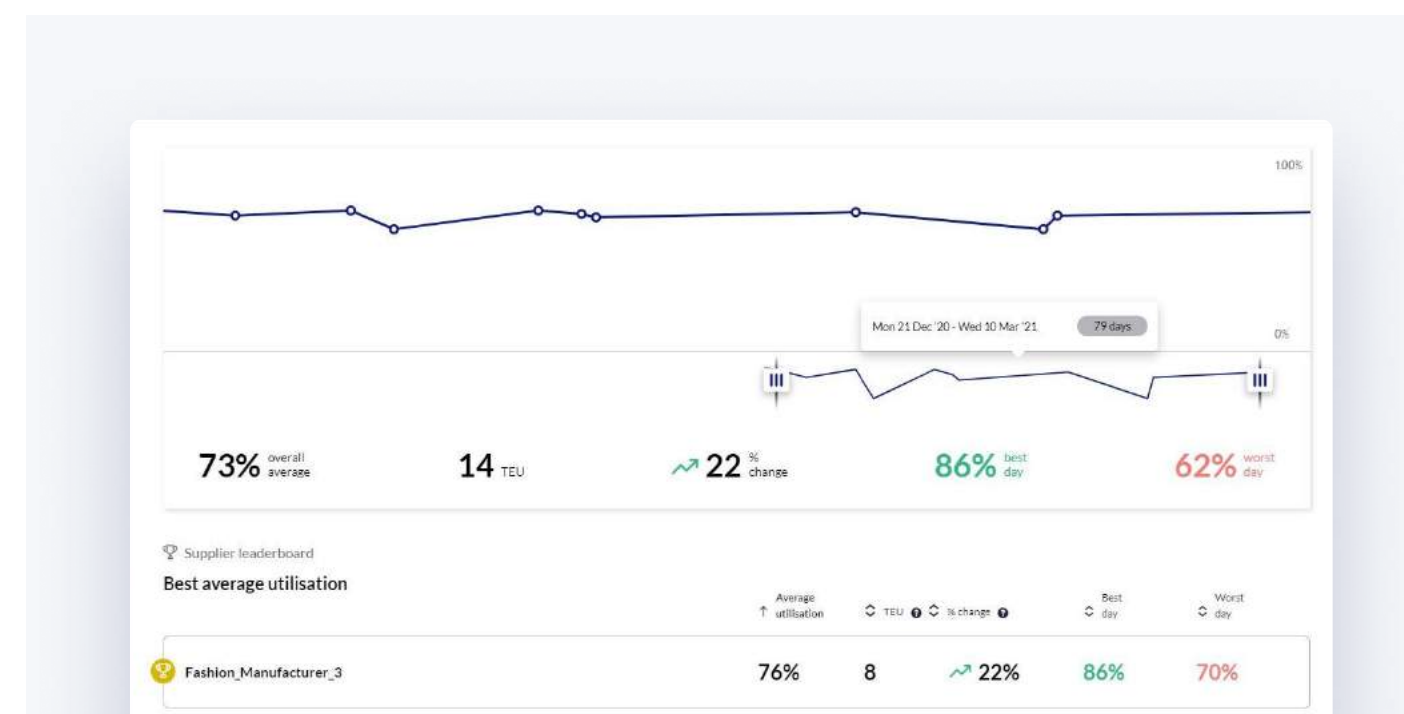 100%
Mon 21 Dec '20 - Wed 10 Mar '21 79 days
0%
73% overall average
14 TEU
22 % change
86% best day
62% worst day
Supplier leaderboard
Best average utilisation
Average utilisation
TEU
% change
Best day
Worst day
Fashion_Manufacturer_3 76% 8 22% 86% 70%